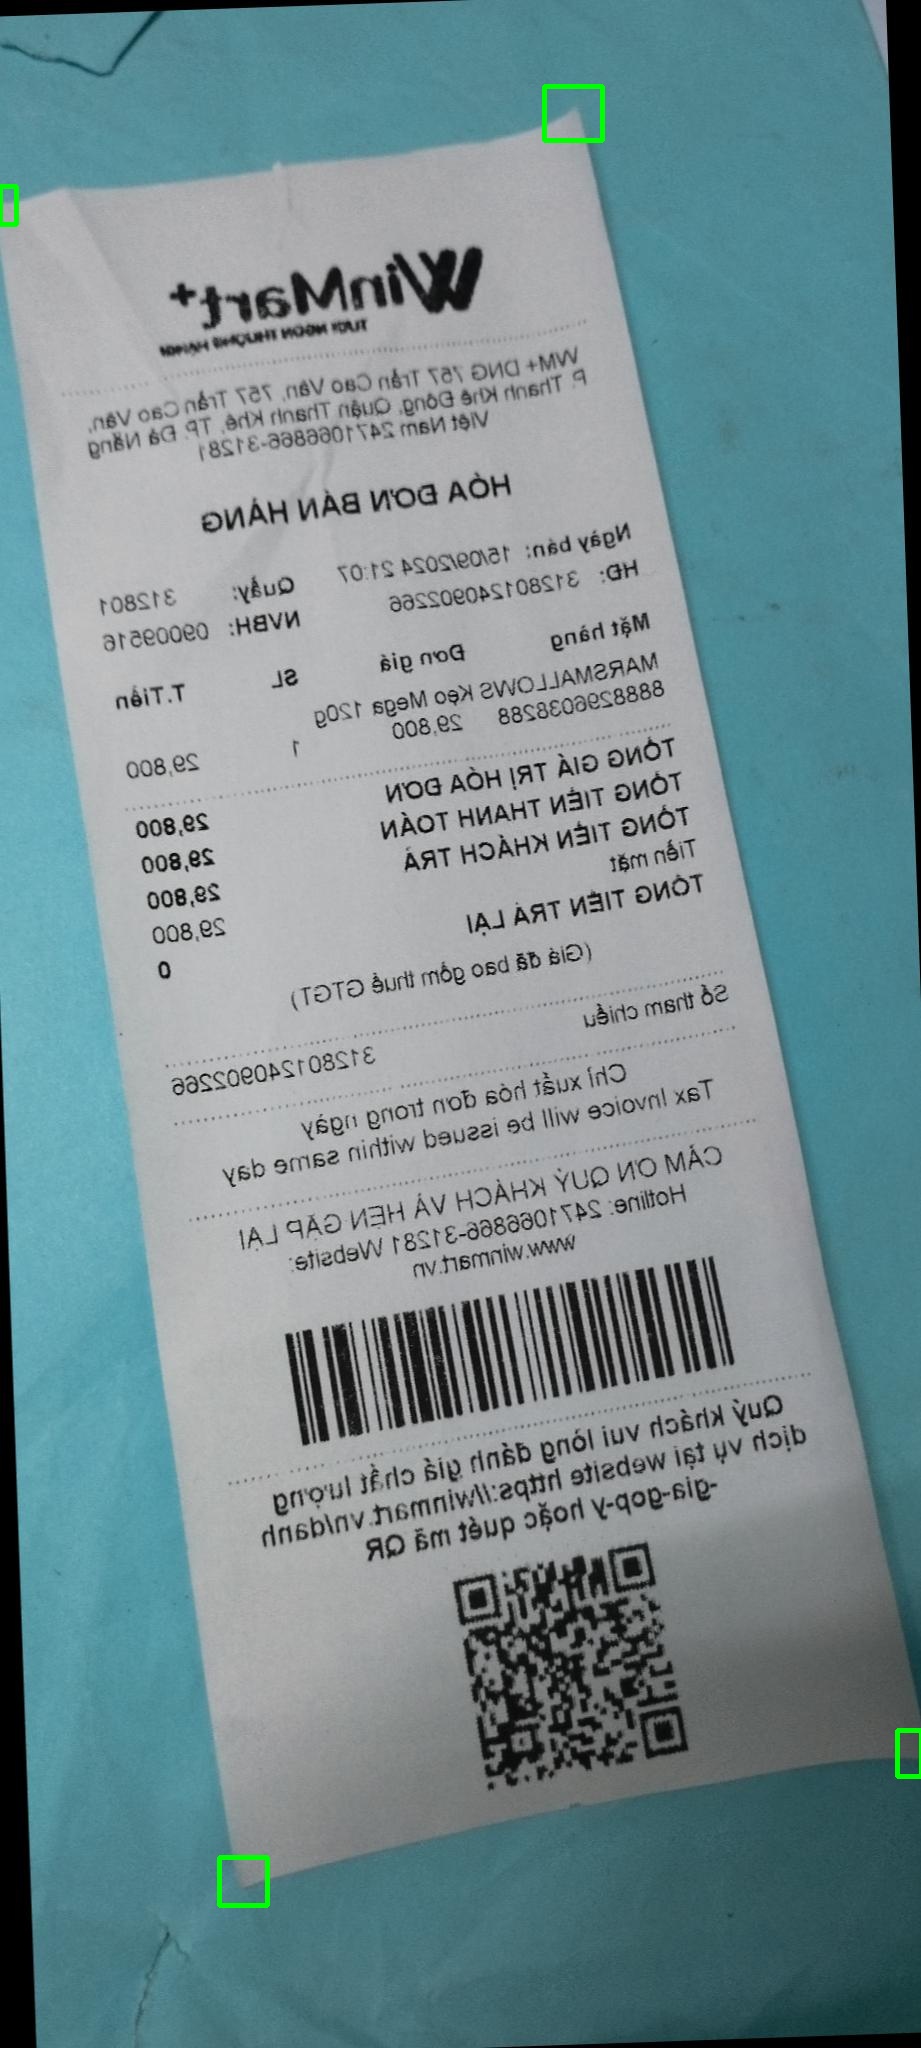 WinMart+
TƯƠI NGON THƯỢNG HẠNG
WM+ DNG 757 Trần Cao Vân, 757 Trần Cao Vân,
P. Thanh Khê Đông, Quận Thanh Khê, TP. Đà Nẵng
Việt Nam 2471066866-31281
HÓA ĐƠN BÁN HÀNG
Ngày bán: 15/09/2024 21:07 Quầy: 312801
HĐ: 312801240902266 NVBH: 09009516
Mặt hàng Đơn giá SL T.Tiền
MARSMALLOWS Kẹo Mega 120g
8888296038288 29,800 1 29,800
TỔNG GIÁ TRỊ HÓA ĐƠN 29,800
TỔNG TIỀN THANH TOÁN 29,800
TỔNG TIỀN KHÁCH TRẢ 29,800
Tiền mặt 29,800
TỔNG TIỀN TRẢ LẠI 0
(Giá đã bao gồm thuế GTGT)
Số tham chiếu 312801240902266
Chỉ xuất hóa đơn trong ngày
Tax Invoice will be issued within same day
CẢM ƠN QUÝ KHÁCH VÀ HẸN GẶP LẠI
Hotline: 2471066866-31281 Website:
www.winmart.vn
Quý khách vui lòng đánh giá chất lượng
dịch vụ tại website https://winmart.vn/danh
-gia-gop-y hoặc quét mã QR